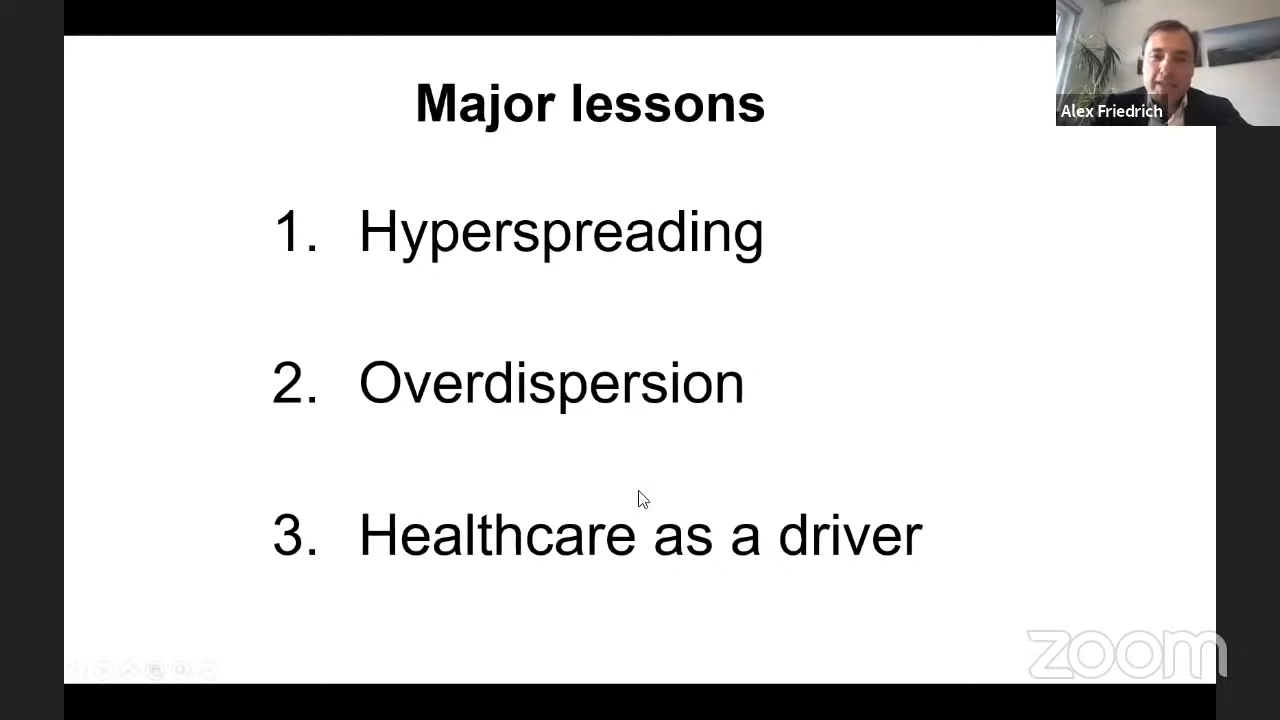 Major lessons
Alex Friedrich
1. Hyperspreading
2. Overdispersion
3. Healthcare as a driver
zoom